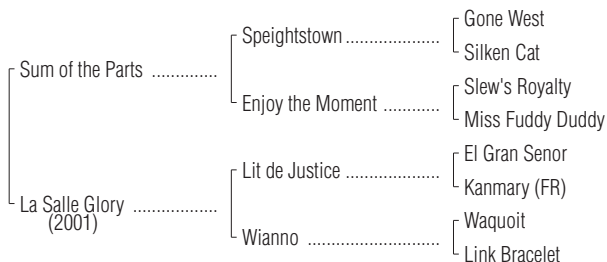 Gone West
Speightstown ..................
Silken Cat
Sum of the Parts .............
Slew's Royalty
Enjoy the Moment ...........
Miss Fuddy Duddy
El Gran Senor
Lit de Justice ..................
Kanmary (FR)
La Salle Glory ................
(2001)
Waquoit
Wianno .........................
Link Bracelet